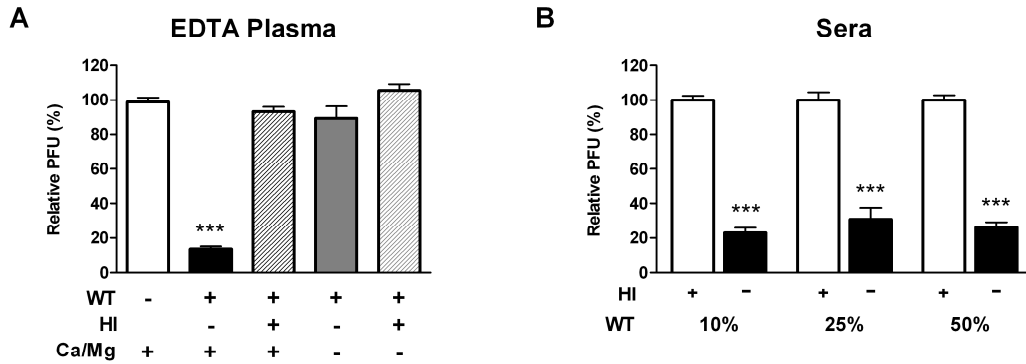 A
EDTA Plasma
Relative PFU (%)
120
100
80
60
40
20
0
***
WT - + + + +
HI - + - +
Ca/Mg + + + - -
B
Sera
Relative PFU (%)
120
100
80
60
40
20
0
*** *** ***
HI + - + - + -
WT 10% 25% 50%